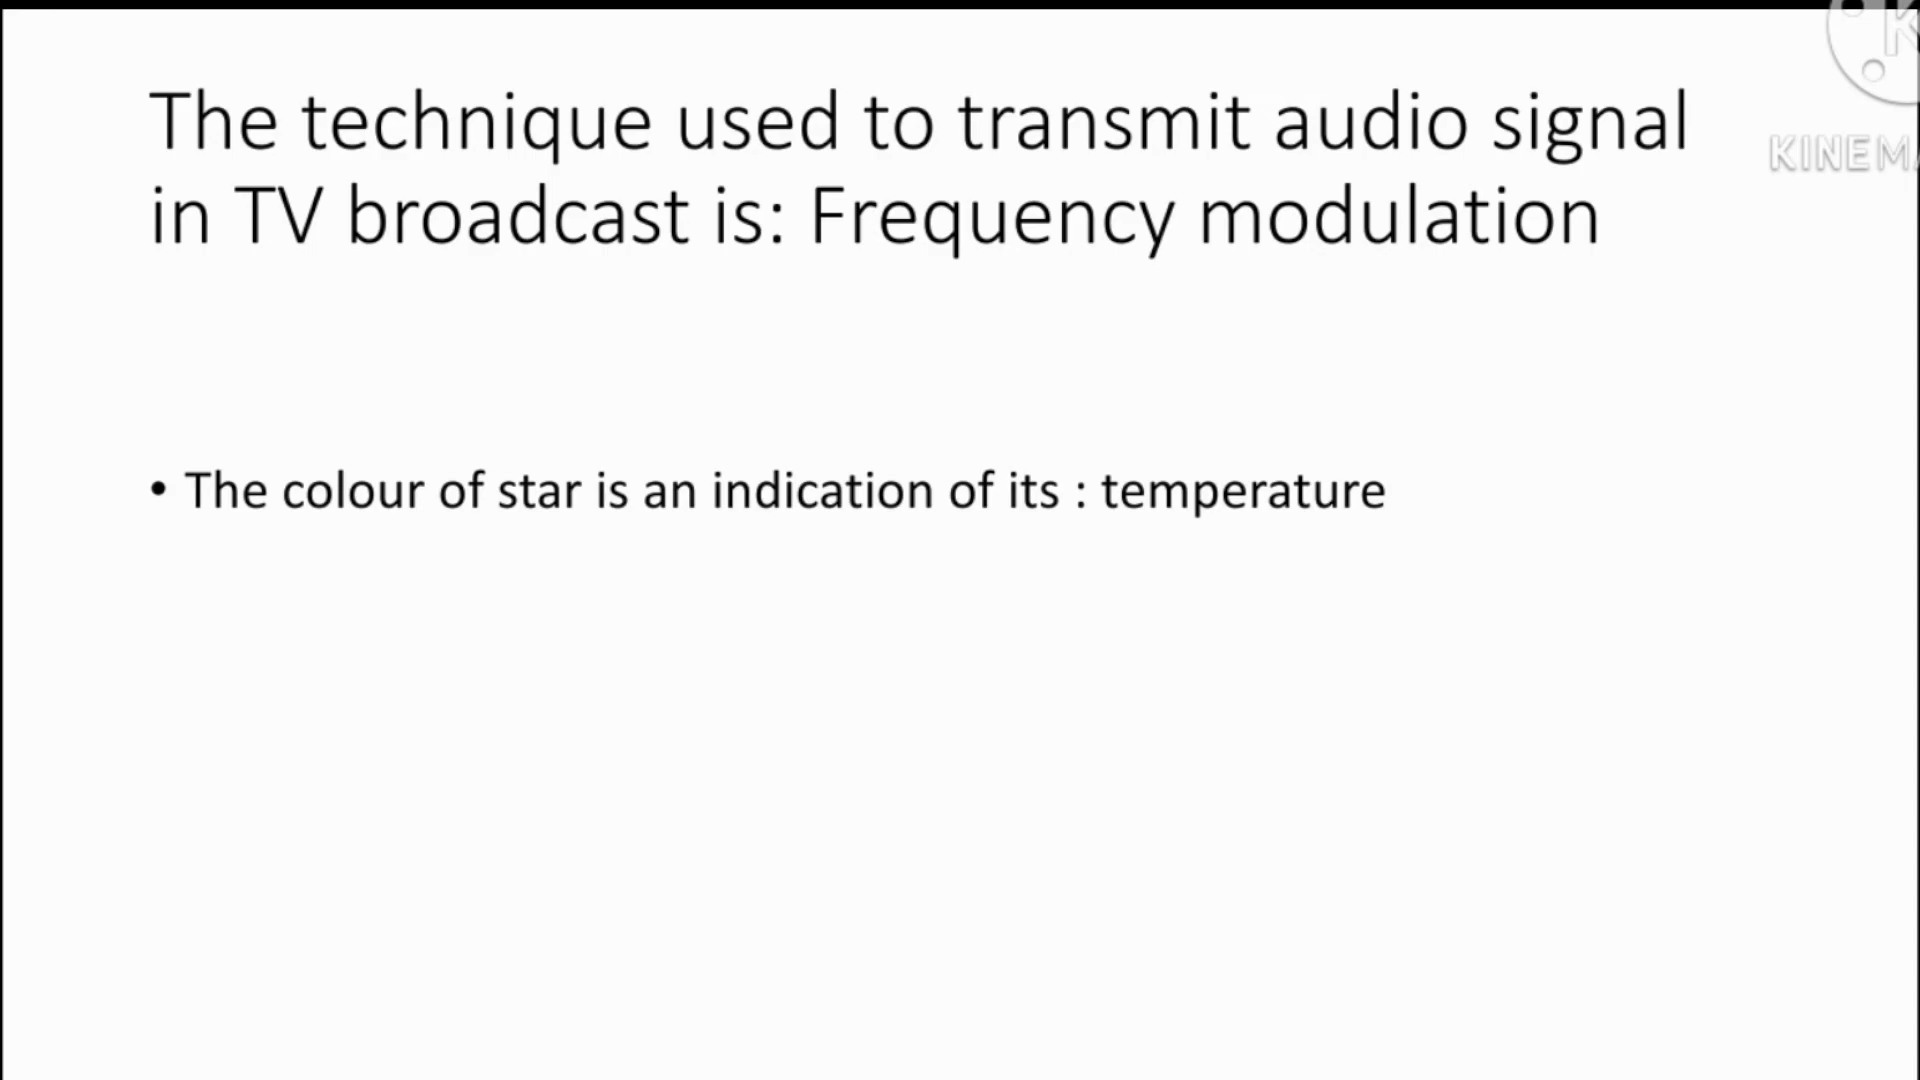 The technique used to transmit audio signal
in TV broadcast is: Frequency modulation
• The colour of star is an indication of its : temperature
KINEM